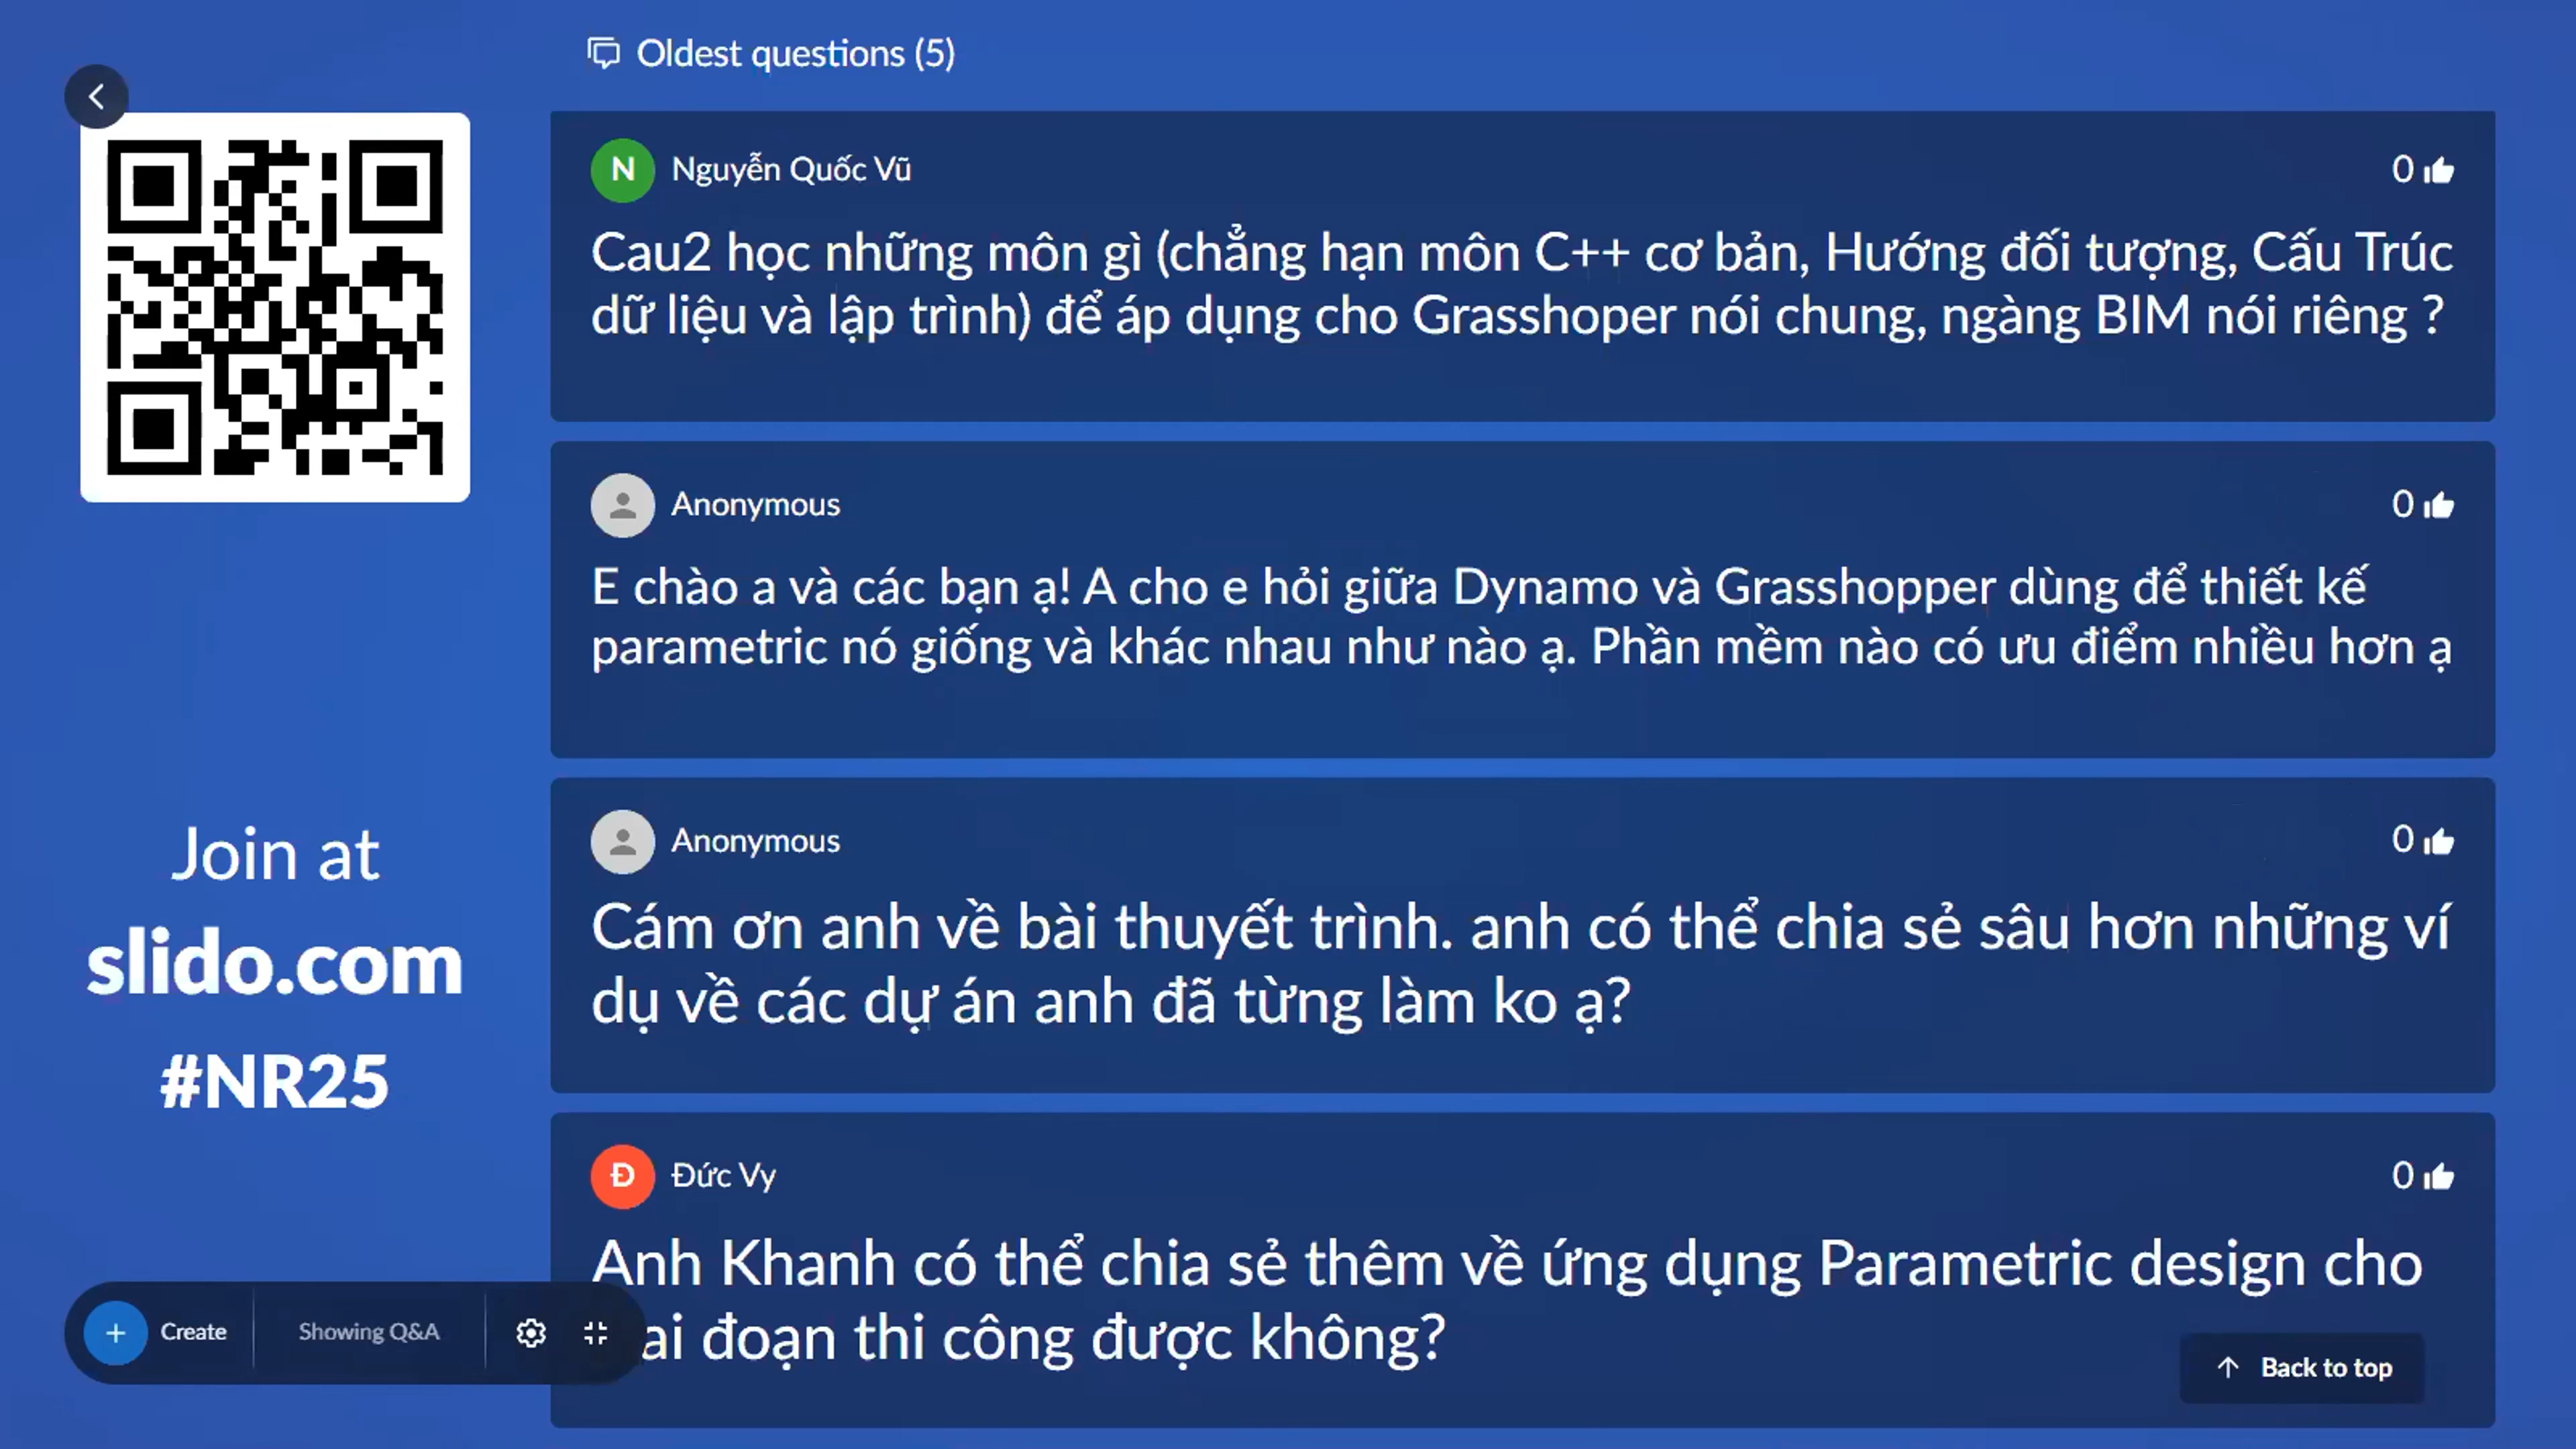 Oldest questions (5)
N Nguyễn Quốc Vũ 0
Cau2 học những môn gì (chẳng hạn môn C++ cơ bản, Hướng đối tượng, Cấu Trúc
dữ liệu và lập trình) để áp dụng cho Grasshoper nói chung, ngàng BIM nói riêng ?
Anonymous 0
E chào a và các bạn ạ! A cho e hỏi giữa Dynamo và Grasshopper dùng để thiết kế
parametric nó giống và khác nhau như nào ạ. Phần mềm nào có ưu điểm nhiều hơn ạ
Anonymous 0
Cám ơn anh về bài thuyết trình. anh có thể chia sẻ sâu hơn những ví
dụ về các dự án anh đã từng làm ko ạ?
Đ Đức Vy 0
Anh Khanh có thể chia sẻ thêm về ứng dụng Parametric design cho
đoạn thi công được không?
Back to top
Join at
slido.com
#NR25
Create Showing Q&A